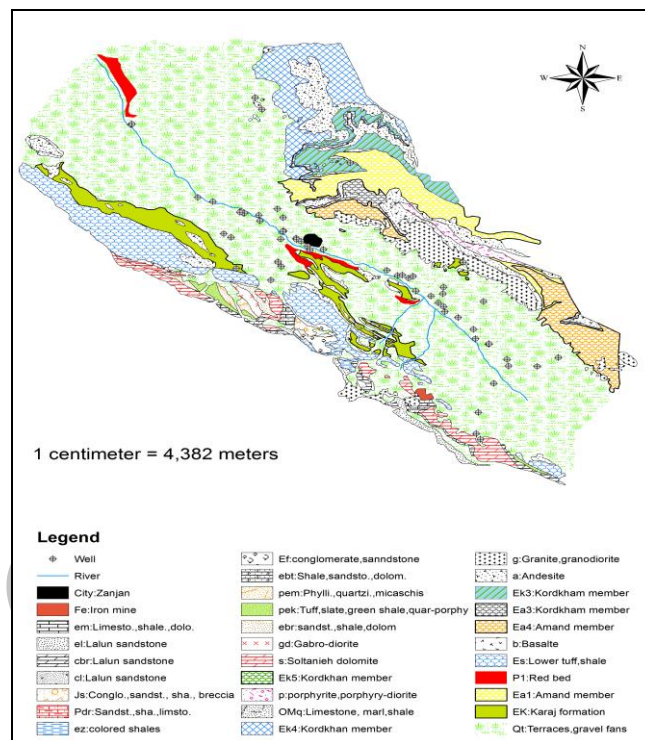 N
W E
S
1 centimeter = 4,382 meters
Legend
Well
River
City:Zanjan
Fe:Iron mine
em:Limesto.,shale.,dolo.
el:Lalun sandstone
cbr:Lalun sandstone
cl:Lalun sandstone
Js:Conglo.,sandst., sha., breccia
Pdr:Sandst.,sha.,limsto.
ez:colored shales
Ef:conglomerate,sanndstone
ebt:Shale,sandsto.,dolom.
pem:Phylli.,quartzi.,micaschis
pek:Tuff,slate,green shale,quar-porphy
ebr:sandst.,shale,dolom
gd:Gabro-diorite
s:Soltanieh dolomite
Ek5:Kordkhan member
p:porphyrite,porphyry-diorite
OMq:Limestone, marl,shale
Ek4:Kordkhan member
g:Granite,granodiorite
a:Andesite
Ek3:Kordkham member
Ea3:Kordkham member
Ea4:Amand member
b:Basalte
Es:Lower tuff,shale
P1:Red bed
Ea1:Amand member
EK:Karaj formation
Qt:Terraces,gravel fans